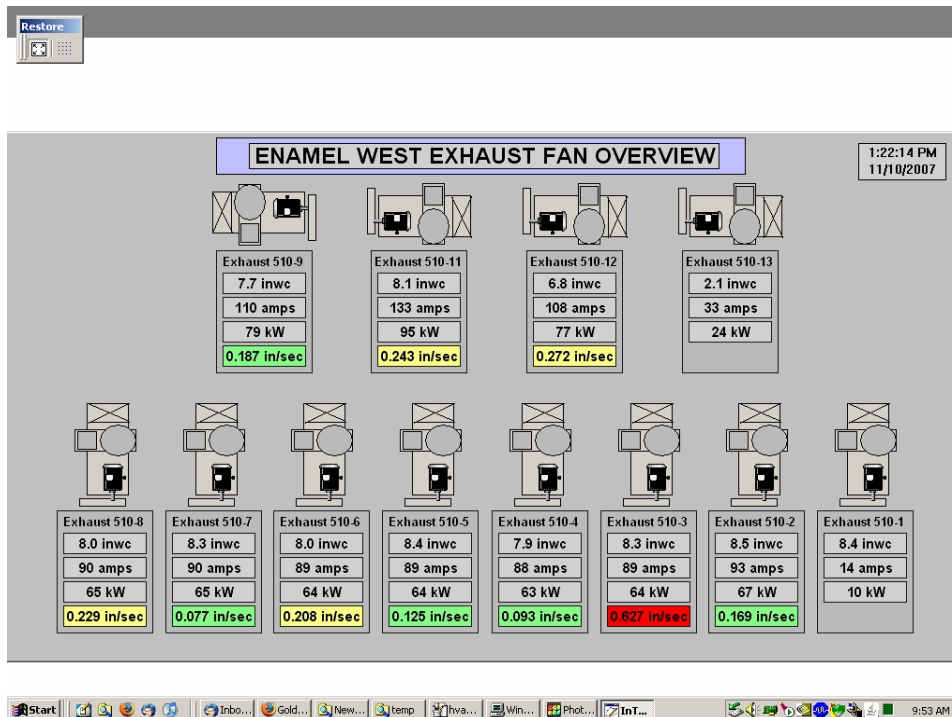 Restore
ENAMEL WEST EXHAUST FAN OVERVIEW
1:22:14 PM
11/10/2007
Exhaust 510-9
7.7 inwc
110 amps
79 kW
0.187 in/sec
Exhaust 510-11
8.1 inwc
133 amps
95 kW
0.243 in/sec
Exhaust 510-12
6.8 inwc
108 amps
77 kW
0.272 in/sec
Exhaust 510-13
2.1 inwc
33 amps
24 kW
Exhaust 510-8
8.0 inwc
90 amps
65 kW
0.229 in/sec
Exhaust 510-7
8.3 inwc
90 amps
65 kW
0.077 in/sec
Exhaust 510-6
8.0 inwc
89 amps
64 kW
0.208 in/sec
Exhaust 510-5
8.4 inwc
89 amps
64 kW
0.125 in/sec
Exhaust 510-4
7.9 inwc
88 amps
63 kW
0.093 in/sec
Exhaust 510-3
8.3 inwc
89 amps
64 kW
0.627 in/sec
Exhaust 510-2
8.5 inwc
93 amps
67 kW
0.169 in/sec
Exhaust 510-1
8.4 inwc
14 amps
10 kW
Start Inbo... Gold... New... temp hva... Win... Phot... InT... 9:53 AM